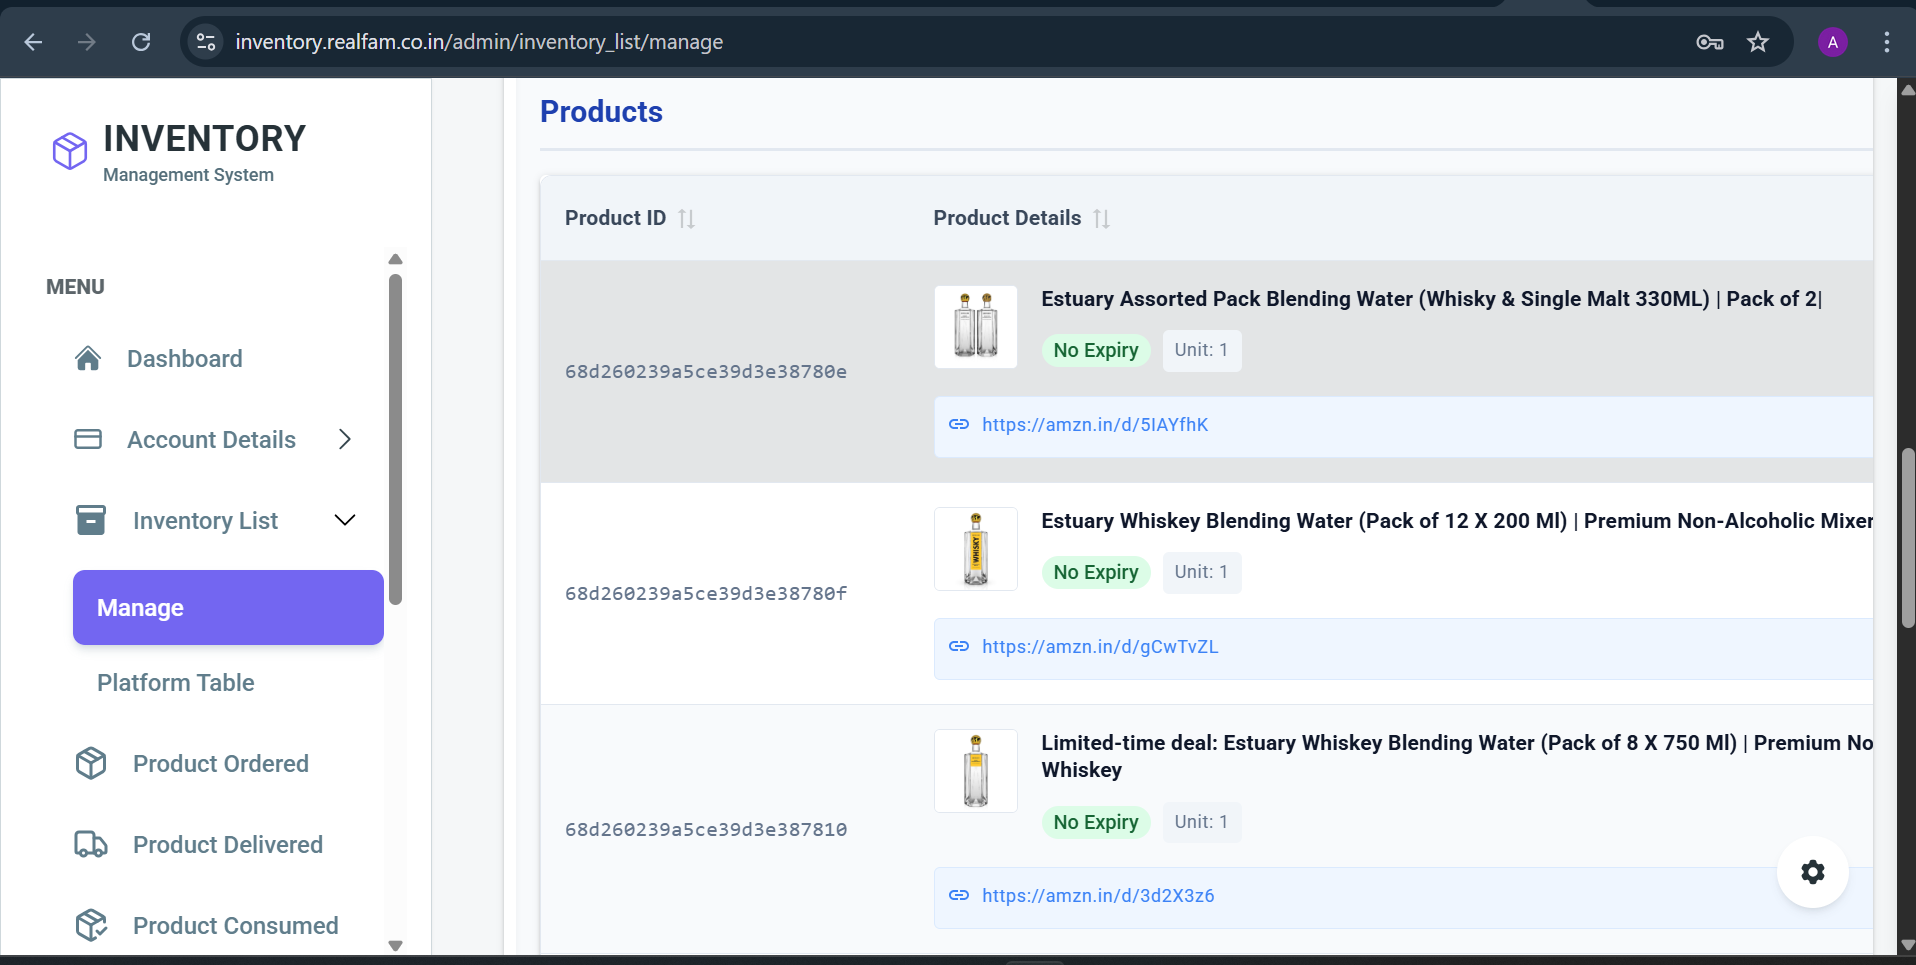 inventory.realfam.co.in/admin/inventory_list/manage
A
INVENTORY
Management System
MENU
Dashboard
Account Details
Inventory List
Manage
Platform Table
Product Ordered
Product Delivered
Product Consumed
Products
Product ID
Product Details
68d260239a5ce39d3e38780e
Estuary Assorted Pack Blending Water (Whisky & Single Malt 330ML) | Pack of 2|
No Expiry
Unit: 1
https://amzn.in/d/5IAYfhK
68d260239a5ce39d3e38780f
WHISKY
Estuary Whiskey Blending Water (Pack of 12 X 200 Ml) | Premium Non-Alcoholic Mixer
No Expiry
Unit: 1
https://amzn.in/d/gCwTvZL
68d260239a5ce39d3e387810
Limited-time deal: Estuary Whiskey Blending Water (Pack of 8 X 750 Ml) | Premium No
Whiskey
No Expiry
Unit: 1
https://amzn.in/d/3d2X3z6